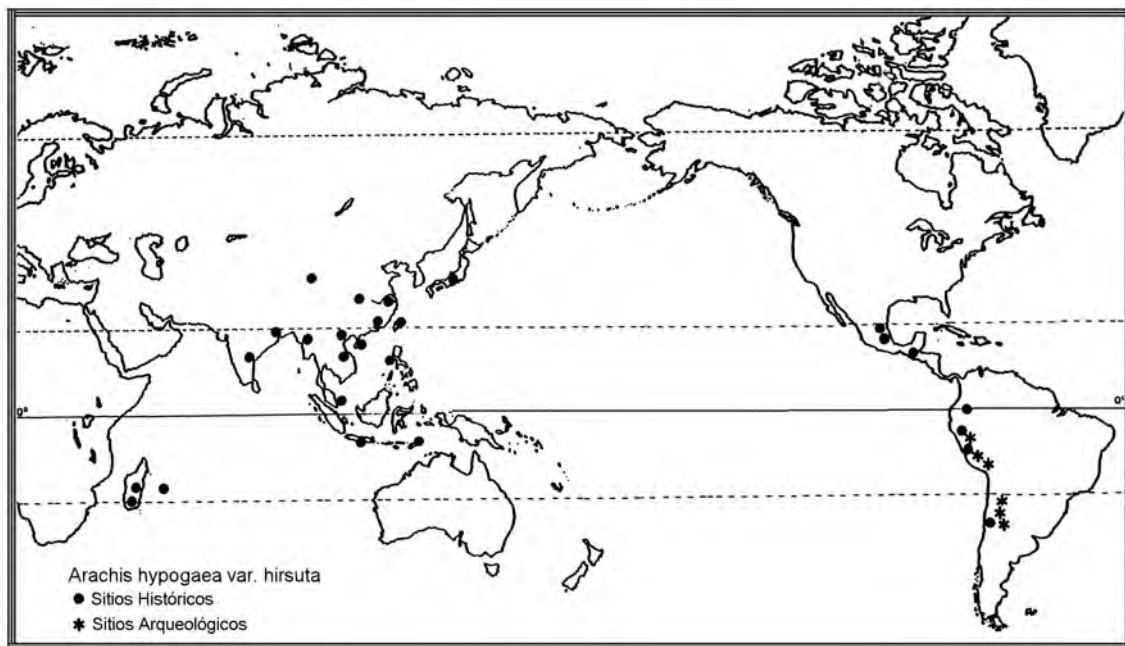 0°
0°
Arachis hypogaea var. hirsuta
Sitios Históricos
Sitios Arqueológicos